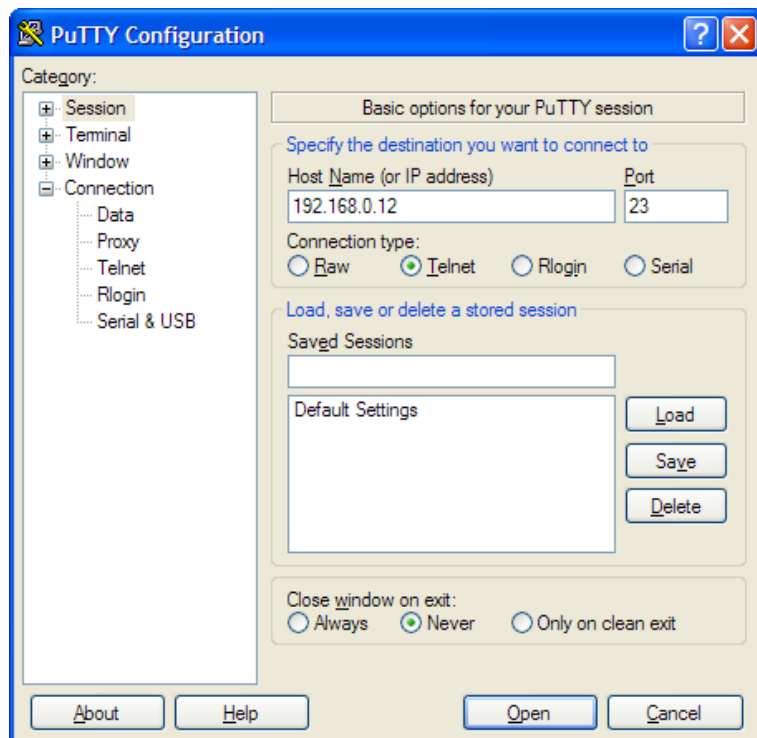 PuTTY Configuration
Category:
Session
Terminal
Window
Connection
Data
Proxy
Telnet
Rlogin
Serial & USB
Basic options for your PuTTY session
Specify the destination you want to connect to
Host Name (or IP address) Port
192.168.0.12 23
Connection type:
Raw Telnet Rlogin Serial
Load, save or delete a stored session
Saved Sessions
Default Settings
Load
Save
Delete
Close window on exit:
Always Never Only on clean exit
About Help Open Cancel